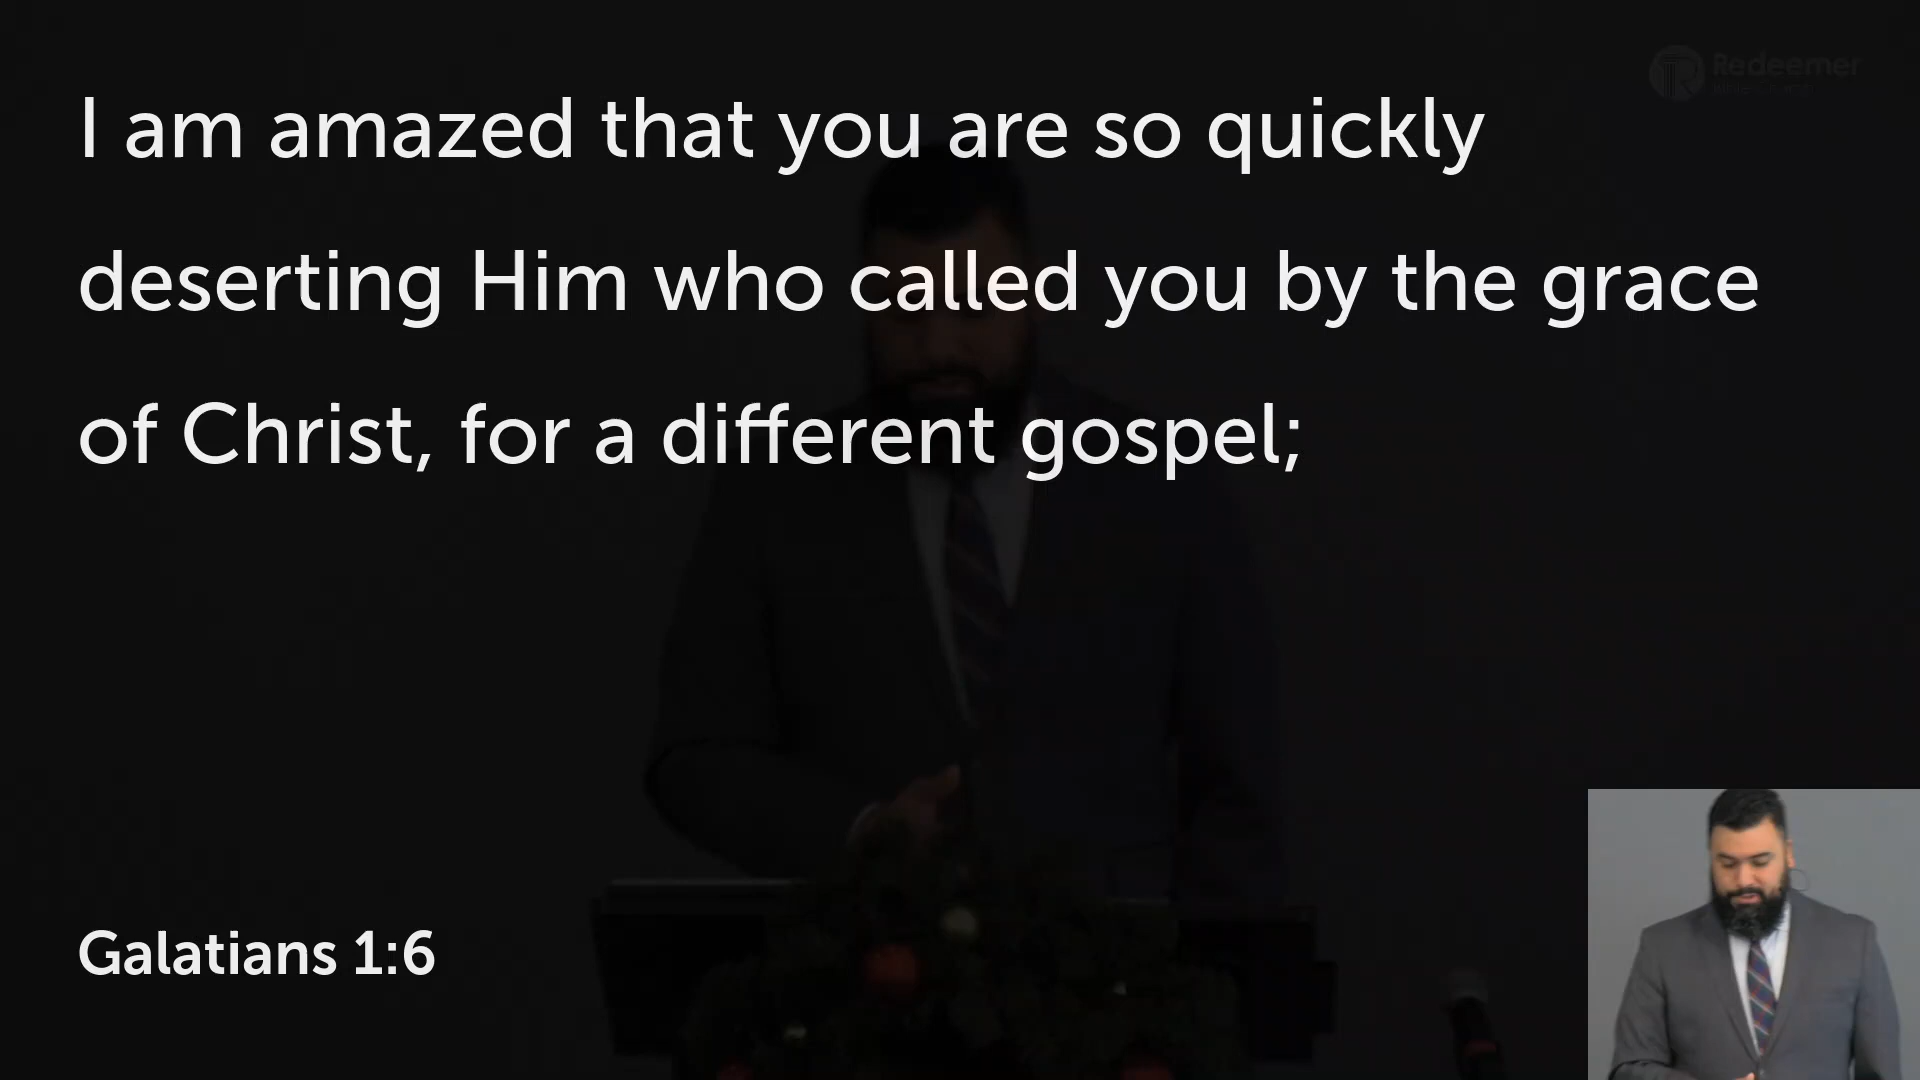 Redeemer
I am amazed that you are so quickly
deserting Him who called you by the grace
of Christ, for a different gospel;
Galatians 1:6